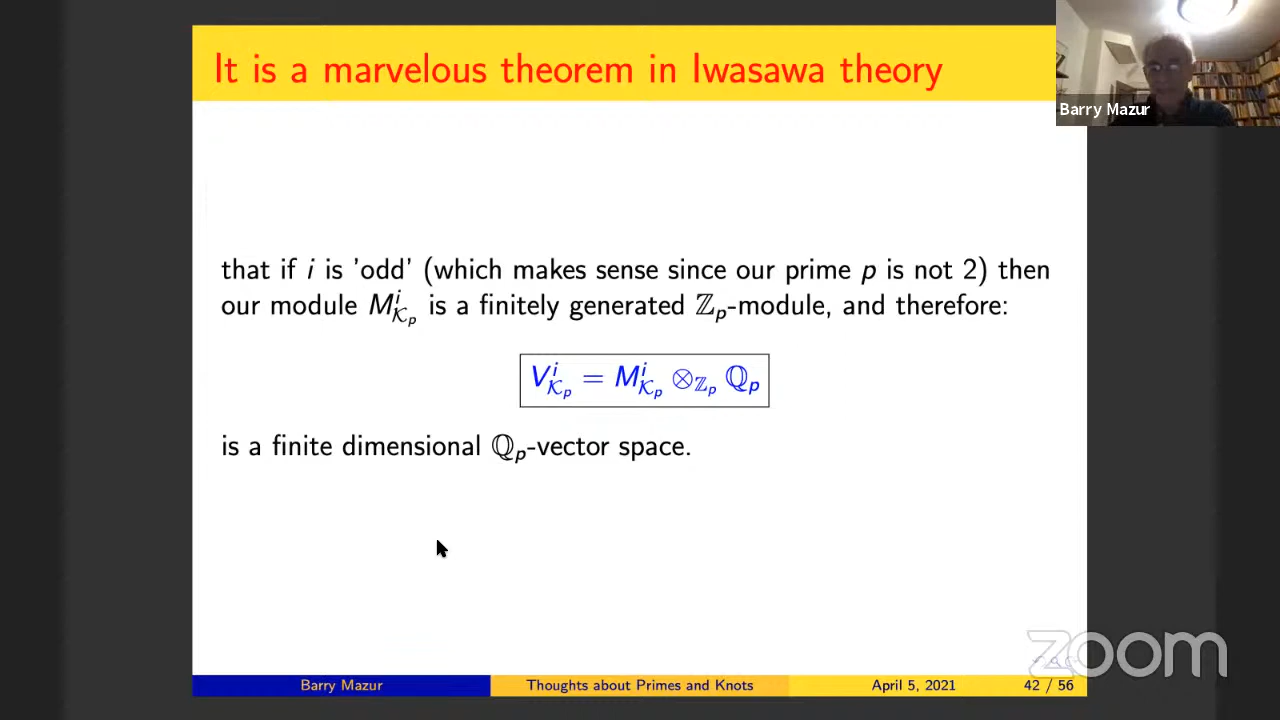 It is a marvelous theorem in Iwasawa theory
Barry Mazur
that if i is 'odd' (which makes sense since our prime p is not 2) then
our module M^i_{𝒦_p} is a finitely generated ℤ_p-module, and therefore:
V^i_{𝒦_p} = M^i_{𝒦_p} ⊗_{ℤ_p} ℚ_p
is a finite dimensional ℚ_p-vector space.
zoom
Barry Mazur Thoughts about Primes and Knots April 5, 2021 42 / 56